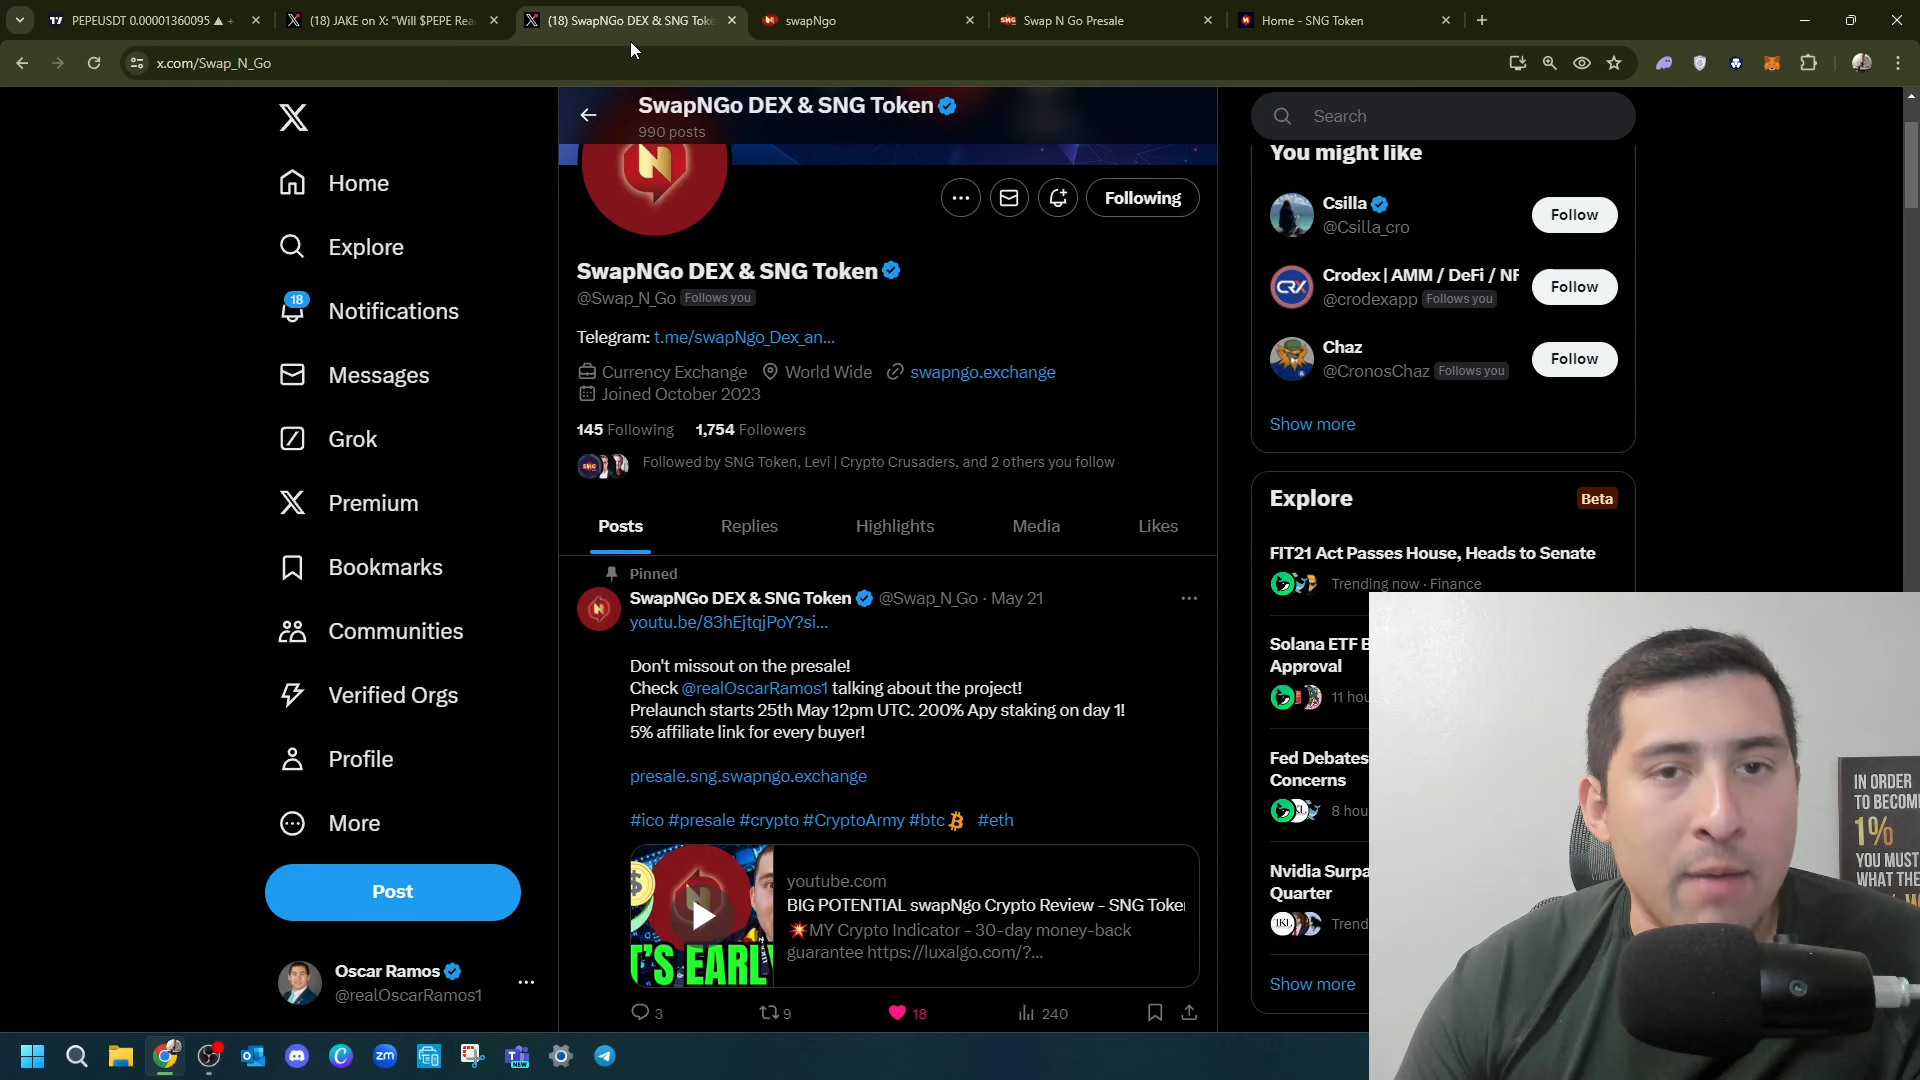 PEPEUSDT 0.00001360095 ▲ +
(18) JAKE on X: "Will $PEPE Rea
(18) SwapNGo DEX & SNG Toke
swapNgo
Swap N Go Presale
Home - SNG Token
x.com/Swap_N_Go
Home
Explore
18
Notifications
Messages
Grok
Premium
Bookmarks
Communities
Verified Orgs
Profile
More
Post
Oscar Ramos
@realOscarRamos1
SwapNGo DEX & SNG Token
990 posts
Following
SwapNGo DEX & SNG Token
@Swap_N_Go Follows you
Telegram: t.me/swapNgo_Dex_an...
Currency Exchange World Wide swapngo.exchange
Joined October 2023
145 Following 1,754 Followers
Followed by SNG Token, Levi | Crypto Crusaders, and 2 others you follow
Posts Replies Highlights Media Likes
Pinned
SwapNGo DEX & SNG Token @Swap_N_Go · May 21
youtu.be/83hEjtqjPoY?si...
Don't missout on the presale!
Check @realOscarRamos1 talking about the project!
Prelaunch starts 25th May 12pm UTC. 200% Apy staking on day 1!
5% affiliate link for every buyer!
presale.sng.swapngo.exchange
#ico #presale #crypto #CryptoArmy #btc #eth
T'S EARLY
youtube.com
BIG POTENTIAL swapNgo Crypto Review - SNG Token
💥MY Crypto Indicator - 30-day money-back
guarantee https://luxalgo.com/?...
3 9 18 240
Search
You might like
Csilla
@Csilla_cro
Follow
Crodex | AMM / DeFi / NF
@crodexapp Follows you
Follow
Chaz
@CronosChaz Follows you
Follow
Show more
Explore
Beta
FIT21 Act Passes House, Heads to Senate
Trending now · Finance
Solana ETF
Approval
11 hou
Fed Debates
Concerns
8 hou
Nvidia Surpa
Quarter
Trend
Show more
IN ORDER
TO BECOM
1%
YOU MUST
WHAT THE